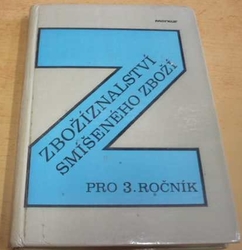 ZBOŽÍZNALSTVÍ
SMÍŠENÉHO ZBOŽÍ
PRO 3. ROČNÍK